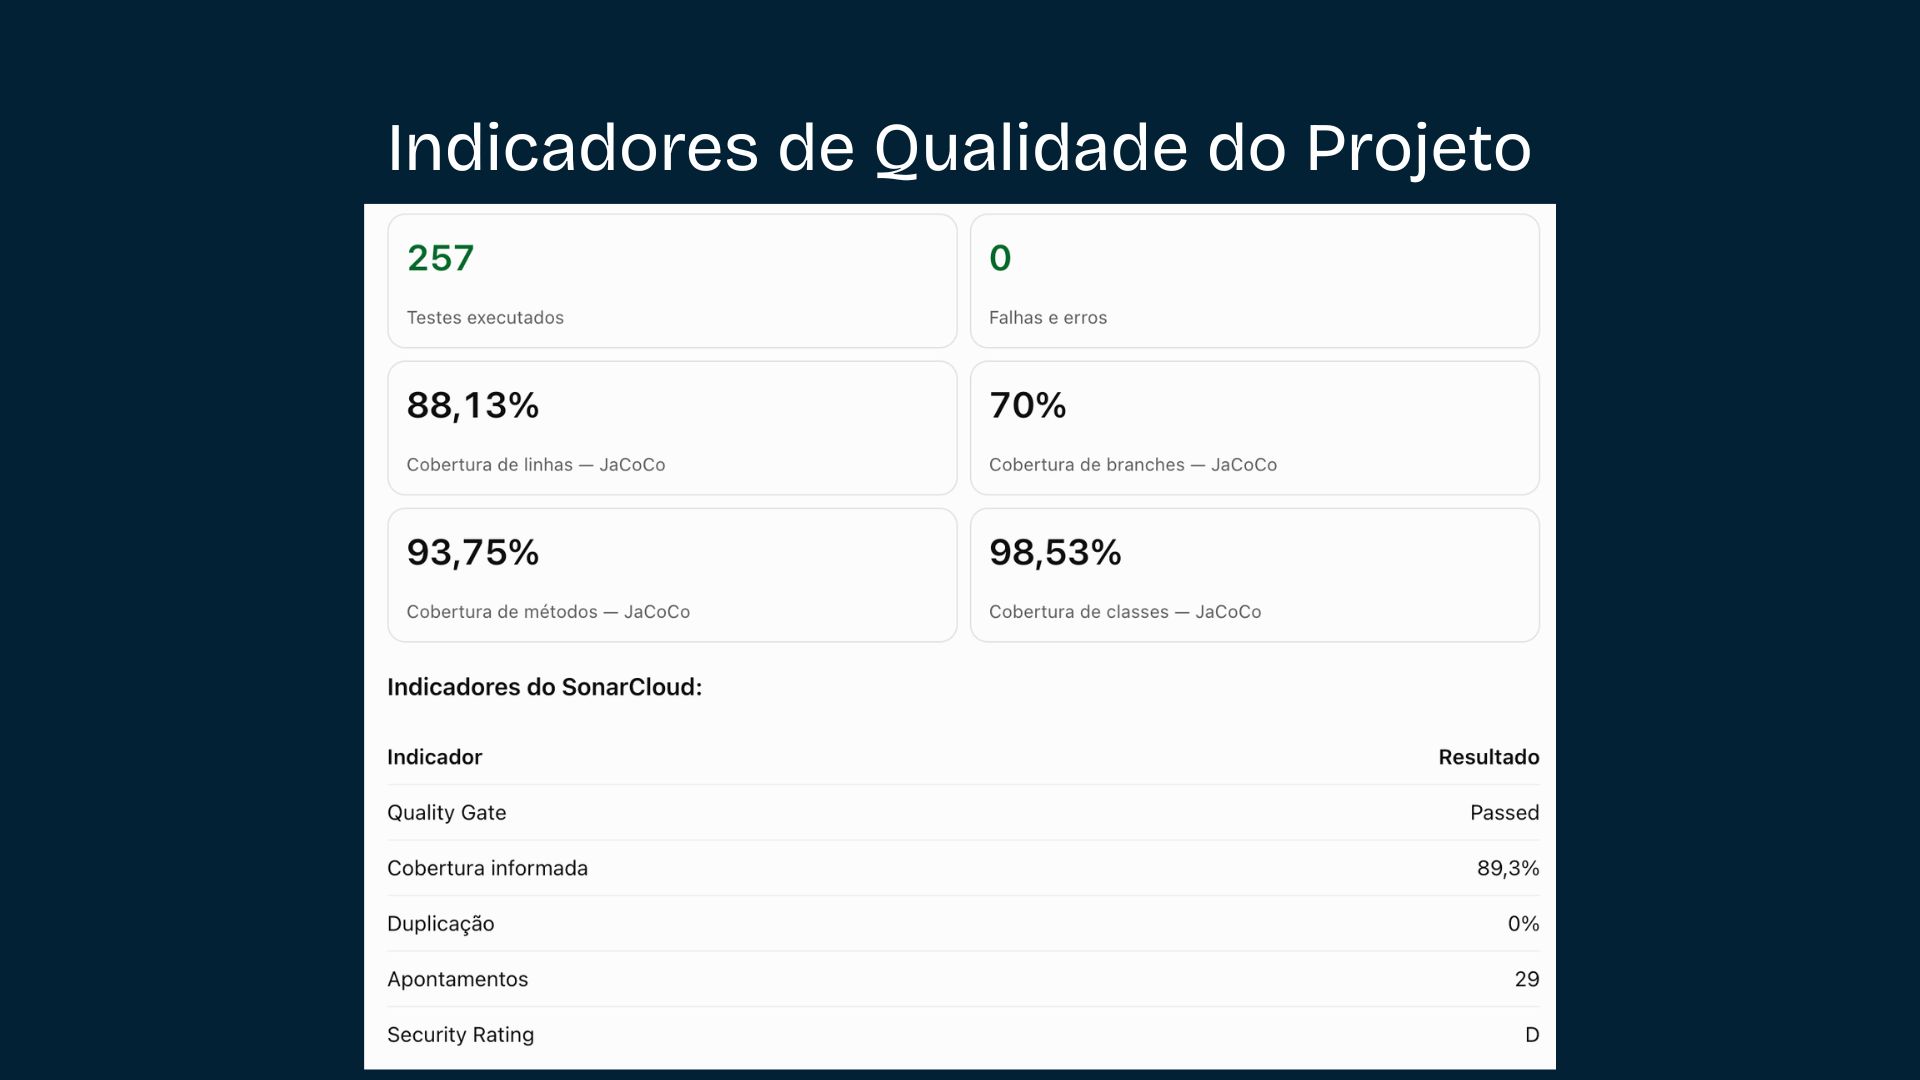 Indicadores de Qualidade do Projeto
257
Testes executados
0
Falhas e erros
88,13%
Cobertura de linhas — JaCoCo
70%
Cobertura de branches — JaCoCo
93,75%
Cobertura de métodos — JaCoCo
98,53%
Cobertura de classes — JaCoCo
Indicadores do SonarCloud:
Indicador Resultado
Quality Gate Passed
Cobertura informada 89,3%
Duplicação 0%
Apontamentos 29
Security Rating D